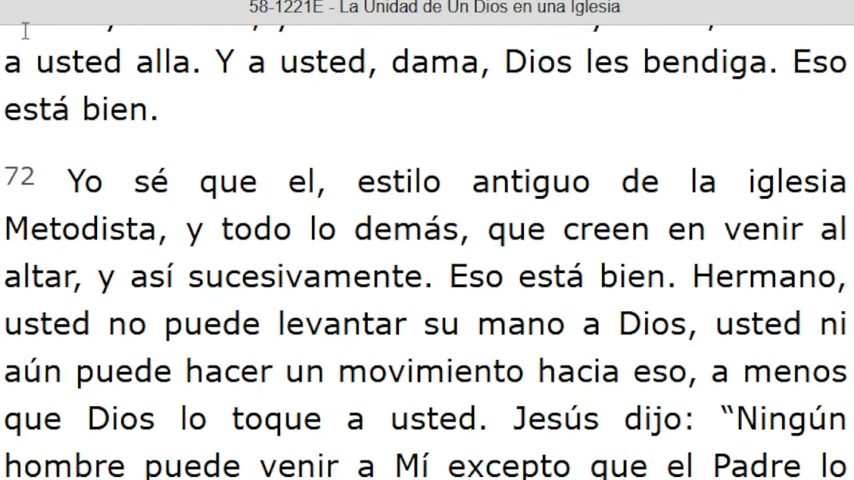 58-1221E - La Unidad de Un Dios en una Iglesia
a usted alla. Y a usted, dama, Dios les bendiga. Eso
está bien.
72 Yo sé que el, estilo antiguo de la iglesia
Metodista, y todo lo demás, que creen en venir al
altar, y así sucesivamente. Eso está bien. Hermano,
usted no puede levantar su mano a Dios, usted ni
aún puede hacer un movimiento hacia eso, a menos
que Dios lo toque a usted. Jesús dijo: “Ningún
hombre puede venir a Mí excepto que el Padre lo